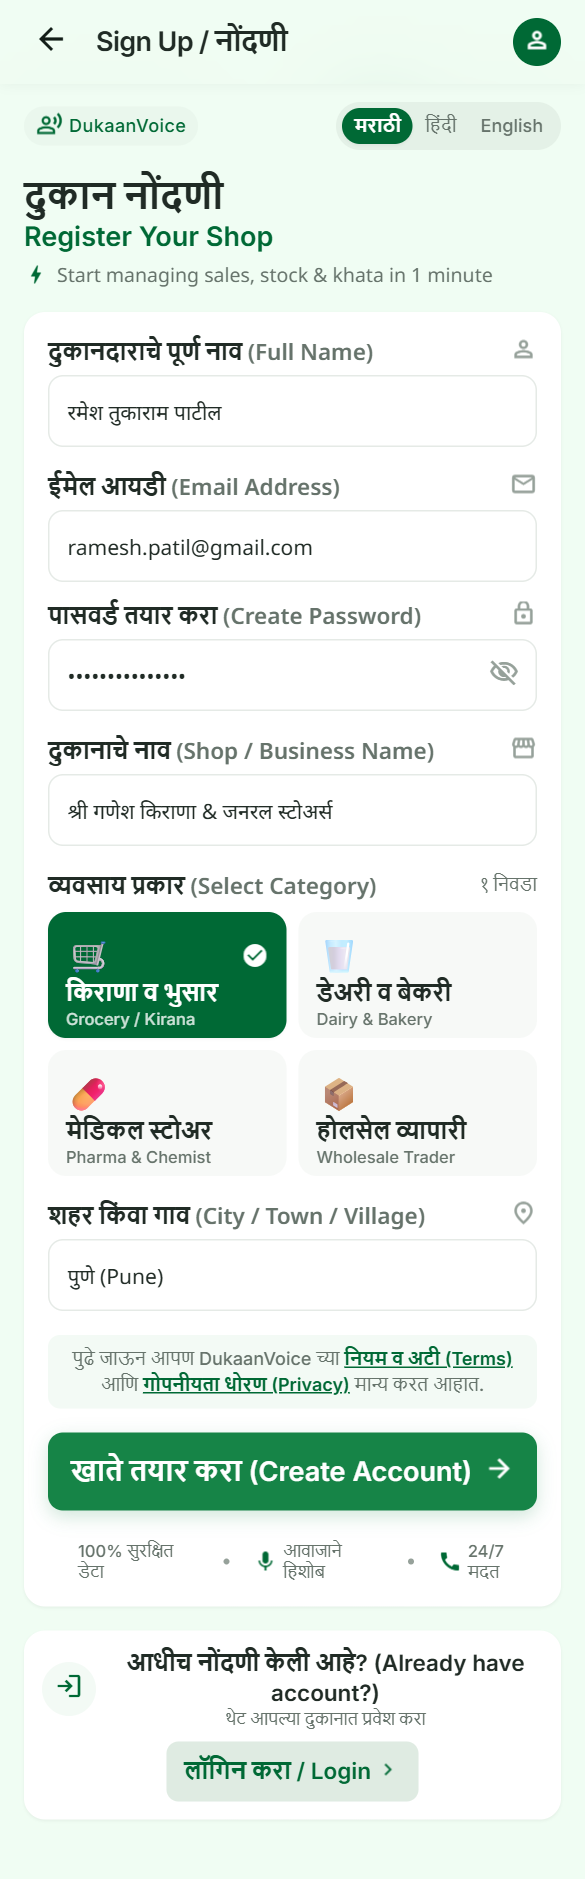 Sign Up / नोंदणी
DukaanVoice
मराठी हिंदी English
दुकान नोंदणी
Register Your Shop
Start managing sales, stock & khata in 1 minute
दुकानदाराचे पूर्ण नाव (Full Name)
रमेश तुकाराम पाटील
ईमेल आयडी (Email Address)
ramesh.patil@gmail.com
पासवर्ड तयार करा (Create Password)
•••••••••••••••
दुकानाचे नाव (Shop / Business Name)
श्री गणेश किराणा & जनरल स्टोअर्स
व्यवसाय प्रकार (Select Category) १ निवडा
किराणा व भुसार
Grocery / Kirana
डेअरी व बेकरी
Dairy & Bakery
मेडिकल स्टोअर
Pharma & Chemist
होलसेल व्यापारी
Wholesale Trader
शहर किंवा गाव (City / Town / Village)
पुणे (Pune)
पुढे जाऊन आपण DukaanVoice च्या नियम व अटी (Terms)
आणि गोपनीयता धोरण (Privacy) मान्य करत आहात.
खाते तयार करा (Create Account)
100% सुरक्षित
डेटा
•
आवाजाने
हिशोब
•
24/7
मदत
आधीच नोंदणी केली आहे? (Already have
account?)
थेट आपल्या दुकानात प्रवेश करा
लॉगिन करा / Login